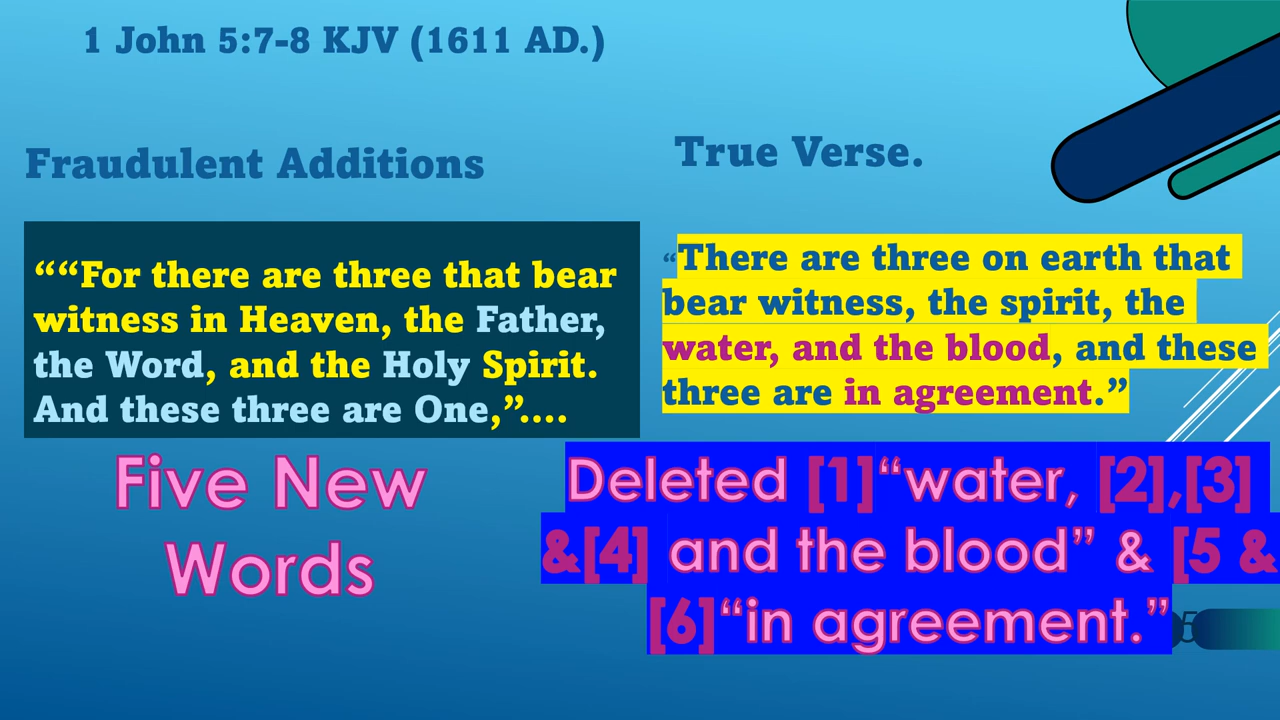 1 John 5:7-8 KJV (1611 AD.)
Fraudulent Additions
““For there are three that bear
witness in Heaven, the Father,
the Word, and the Holy Spirit.
And these three are One,”....
Five New
Words
True Verse.
“There are three on earth that
bear witness, the spirit, the
water, and the blood, and these
three are in agreement.”
Deleted [1]“water, [2],[3]
&[4] and the blood” & [5 &
[6]“in agreement.”
5